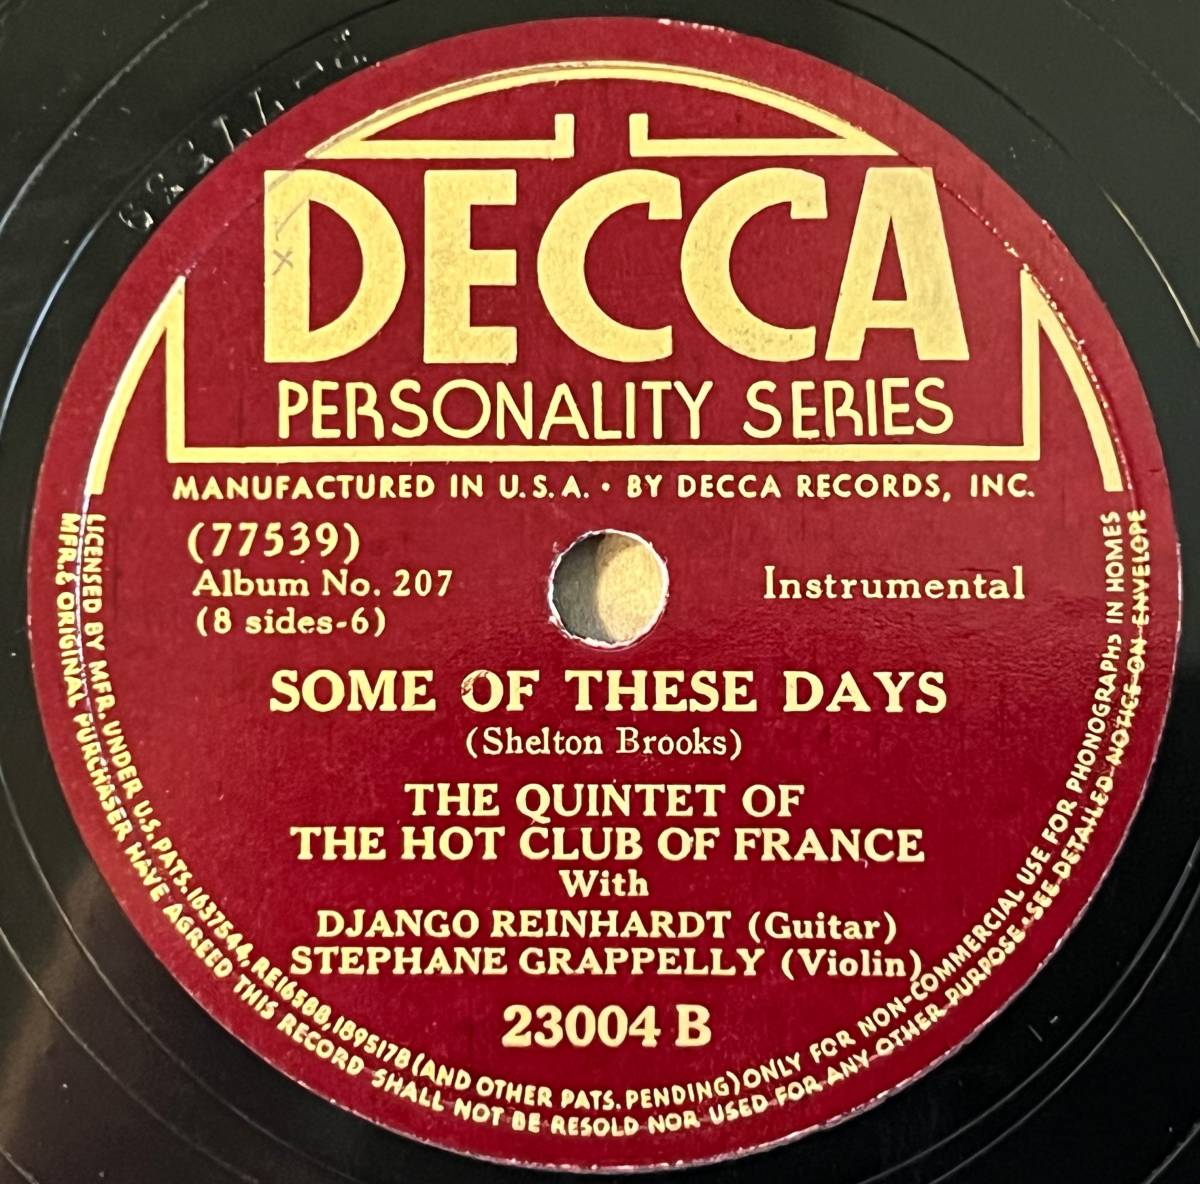 DECCA
PERSONALITY SERIES
MANUFACTURED IN U.S.A. • BY DECCA RECORDS, INC.
(77539)
Album No. 207
(8 sides-6)
Instrumental
SOME OF THESE DAYS
(Shelton Brooks)
THE QUINTET OF
THE HOT CLUB OF FRANCE
With
DJANGO REINHARDT (Guitar)
STEPHANE GRAPPELLY (Violin)
23004 B
LICENSED BY MFR. UNDER U.S. PATS. 1637544, RE16588, 1895178 (AND OTHER PATS. PENDING) ONLY FOR NON-COMMERCIAL USE FOR PHONOGRAPHS IN HOMES
MFR. & ORIGINAL PURCHASER HAVE AGREED THIS RECORD SHALL NOT BE RESOLD NOR USED FOR ANY OTHER PURPOSE • SEE DETAILED NOTICE ON ENVELOPE